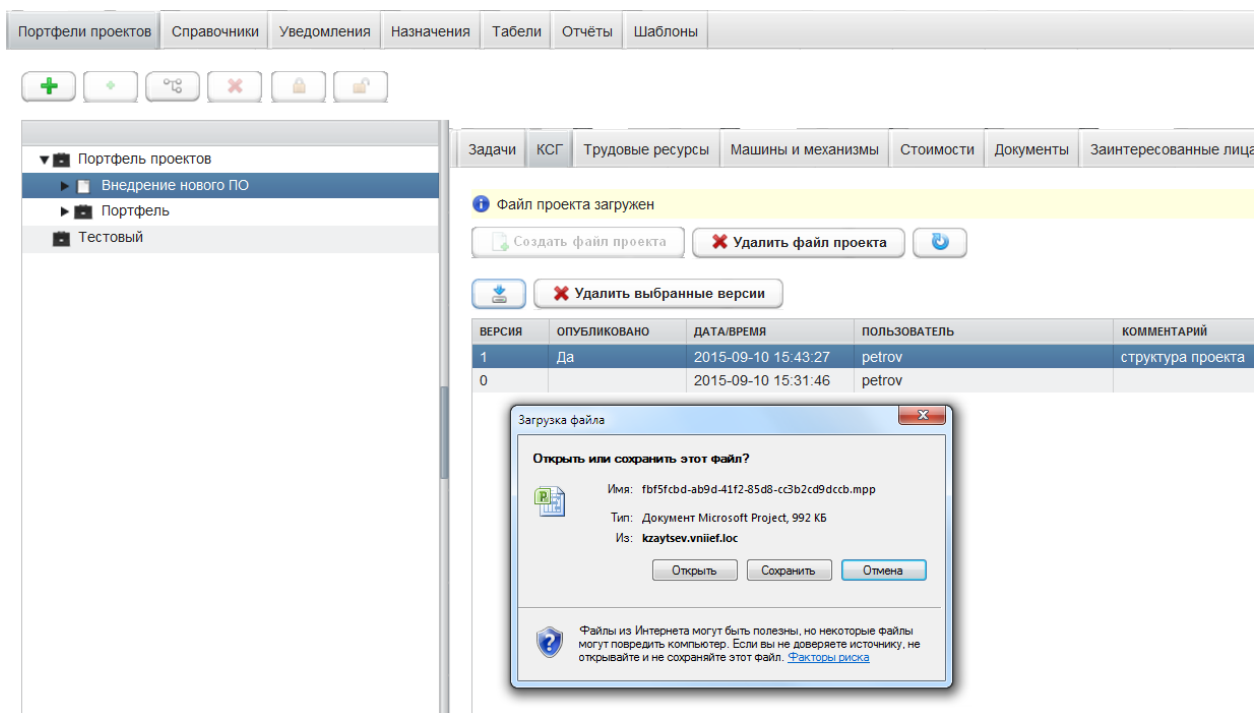 Портфели проектов Справочники Уведомления Назначения Табели Отчёты Шаблоны
Портфель проектов
Внедрение нового ПО
Портфель
Тестовый
Задачи КСГ Трудовые ресурсы Машины и механизмы Стоимости Документы Заинтересованные лица
Файл проекта загружен
Создать файл проекта Удалить файл проекта
Удалить выбранные версии
ВЕРСИЯ ОПУБЛИКОВАНО ДАТА/ВРЕМЯ ПОЛЬЗОВАТЕЛЬ КОММЕНТАРИЙ
1 Да 2015-09-10 15:43:27 petrov структура проекта
0 2015-09-10 15:31:46 petrov
Загрузка файла
Открыть или сохранить этот файл?
Имя: fbf5fcbd-ab9d-41f2-85d8-cc3b2cd9dccb.mpp
Тип: Документ Microsoft Project, 992 КБ
Из: kzaytsev.vniief.loc
Открыть Сохранить Отмена
Файлы из Интернета могут быть полезны, но некоторые файлы
могут повредить компьютер. Если вы не доверяете источнику, не
открывайте и не сохраняйте этот файл. Факторы риска